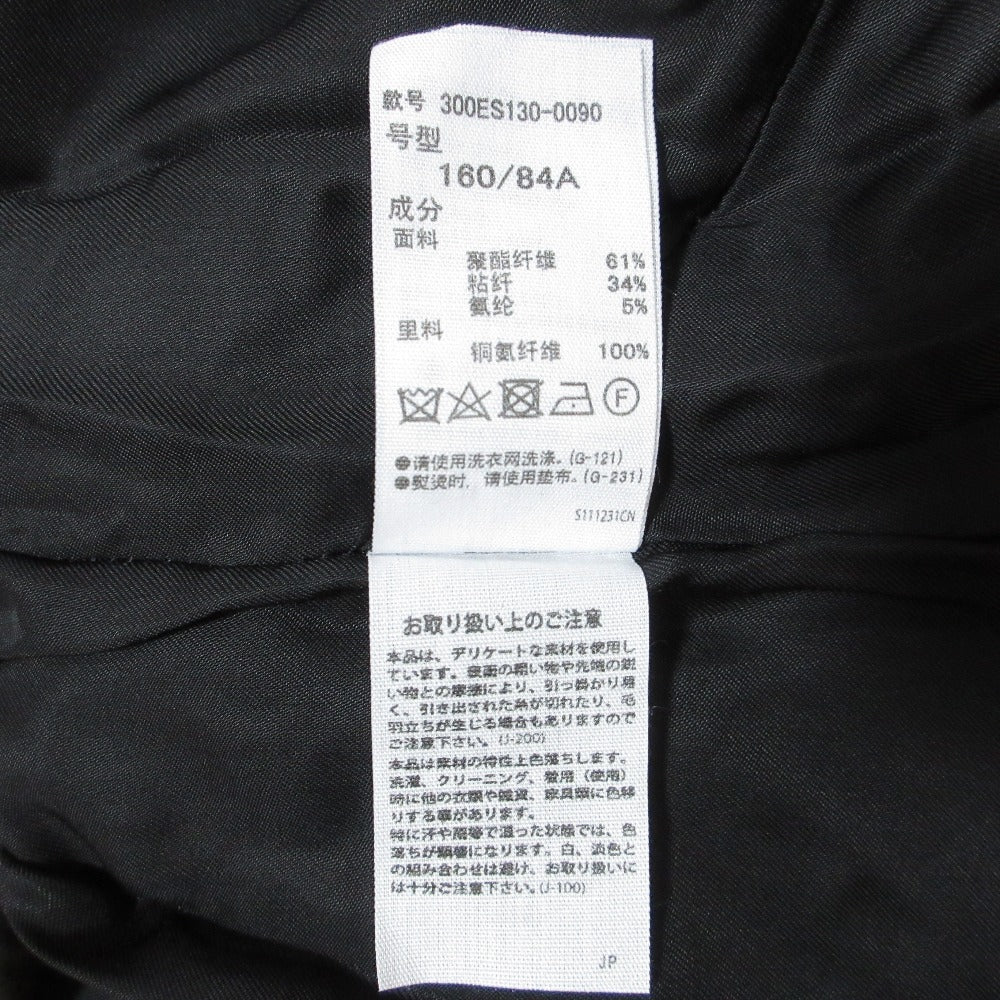 款号 300ES130-0090
号型
160/84A
成分
面料
聚酯纤维 61%
粘纤 34%
氨纶 5%
里料
铜氨纤维 100%
F
●请使用洗衣网洗涤。(G-121)
●熨烫时，请使用垫布。(G-231)
S111231CN
お取り扱い上のご注意
本品は、デリケートな素材を使用し
ています。表面の粗い物や先端の鋭
い物との摩擦により、引っ掛かり易
く、引き出された糸が切れたり、毛
羽立ちが生じる場合もありますので
ご注意下さい。(J-200)
本品は素材の特性上色落ちします。
洗濯、クリーニング、着用（使用）
時に他の衣類や雑貨、家具類に色移
りする事があります。
特に汗や雨等で湿った状態では、色
落ちが顕著になります。白、淡色と
の組み合わせは避け、お取り扱いに
は十分ご注意下さい。(J-100)
JP